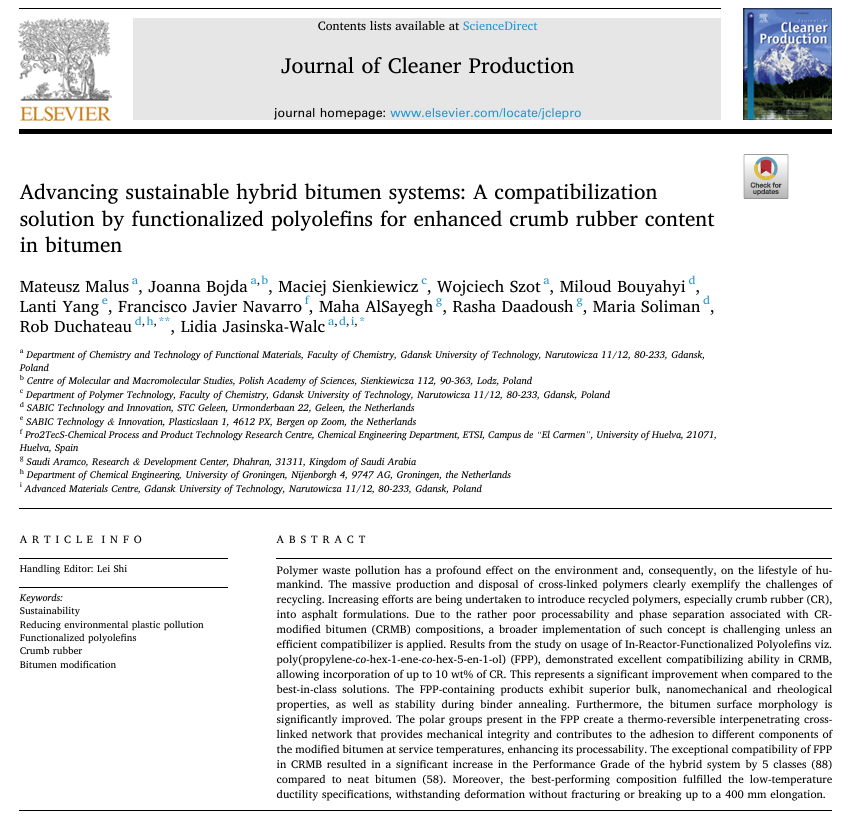 Contents lists available at ScienceDirect
Journal of Cleaner Production
journal homepage: www.elsevier.com/locate/jclepro
ELSEVIER
Journal of
Cleaner
Production
Check for
updates
Advancing sustainable hybrid bitumen systems: A compatibilization
solution by functionalized polyolefins for enhanced crumb rubber content
in bitumen
Mateusz Malus a, Joanna Bojda a,b, Maciej Sienkiewicz c, Wojciech Szot a, Miloud Bouyahyi d,
Lanti Yang e, Francisco Javier Navarro f, Maha AlSayegh g, Rasha Daadoush g, Maria Soliman d,
Rob Duchateau d,h,**, Lidia Jasinska-Walc a,d,i,*
a Department of Chemistry and Technology of Functional Materials, Faculty of Chemistry, Gdansk University of Technology, Narutowicza 11/12, 80-233, Gdansk,
Poland
b Centre of Molecular and Macromolecular Studies, Polish Academy of Sciences, Sienkiewicza 112, 90-363, Lodz, Poland
c Department of Polymer Technology, Faculty of Chemistry, Gdansk University of Technology, Narutowicza 11/12, 80-233, Gdansk, Poland
d SABIC Technology and Innovation, STC Geleen, Urmonderbaan 22, Geleen, the Netherlands
e SABIC Technology & Innovation, Plasticslaan 1, 4612 PX, Bergen op Zoom, the Netherlands
f Pro2TecS-Chemical Process and Product Technology Research Centre, Chemical Engineering Department, ETSI, Campus de "El Carmen", University of Huelva, 21071,
Huelva, Spain
g Saudi Aramco, Research & Development Center, Dhahran, 31311, Kingdom of Saudi Arabia
h Department of Chemical Engineering, University of Groningen, Nijenborgh 4, 9747 AG, Groningen, the Netherlands
i Advanced Materials Centre, Gdansk University of Technology, Narutowicza 11/12, 80-233, Gdansk, Poland
ARTICLE INFO
Handling Editor: Lei Shi
Keywords:
Sustainability
Reducing environmental plastic pollution
Functionalized polyolefins
Crumb rubber
Bitumen modification
ABSTRACT
Polymer waste pollution has a profound effect on the environment and, consequently, on the lifestyle of hu-
mankind. The massive production and disposal of cross-linked polymers clearly exemplify the challenges of
recycling. Increasing efforts are being undertaken to introduce recycled polymers, especially crumb rubber (CR),
into asphalt formulations. Due to the rather poor processability and phase separation associated with CR-
modified bitumen (CRMB) compositions, a broader implementation of such concept is challenging unless an
efficient compatibilizer is applied. Results from the study on usage of In-Reactor-Functionalized Polyolefins viz.
poly(propylene-co-hex-1-ene-co-hex-5-en-1-ol) (FPP), demonstrated excellent compatibilizing ability in CRMB,
allowing incorporation of up to 10 wt% of CR. This represents a significant improvement when compared to the
best-in-class solutions. The FPP-containing products exhibit superior bulk, nanomechanical and rheological
properties, as well as stability during binder annealing. Furthermore, the bitumen surface morphology is
significantly improved. The polar groups present in the FPP create a thermo-reversible interpenetrating cross-
linked network that provides mechanical integrity and contributes to the adhesion to different components of
the modified bitumen at service temperatures, enhancing its processability. The exceptional compatibility of FPP
in CRMB resulted in a significant increase in the Performance Grade of the hybrid system by 5 classes (88)
compared to neat bitumen (58). Moreover, the best-performing composition fulfilled the low-temperature
ductility specifications, withstanding deformation without fracturing or breaking up to a 400 mm elongation.